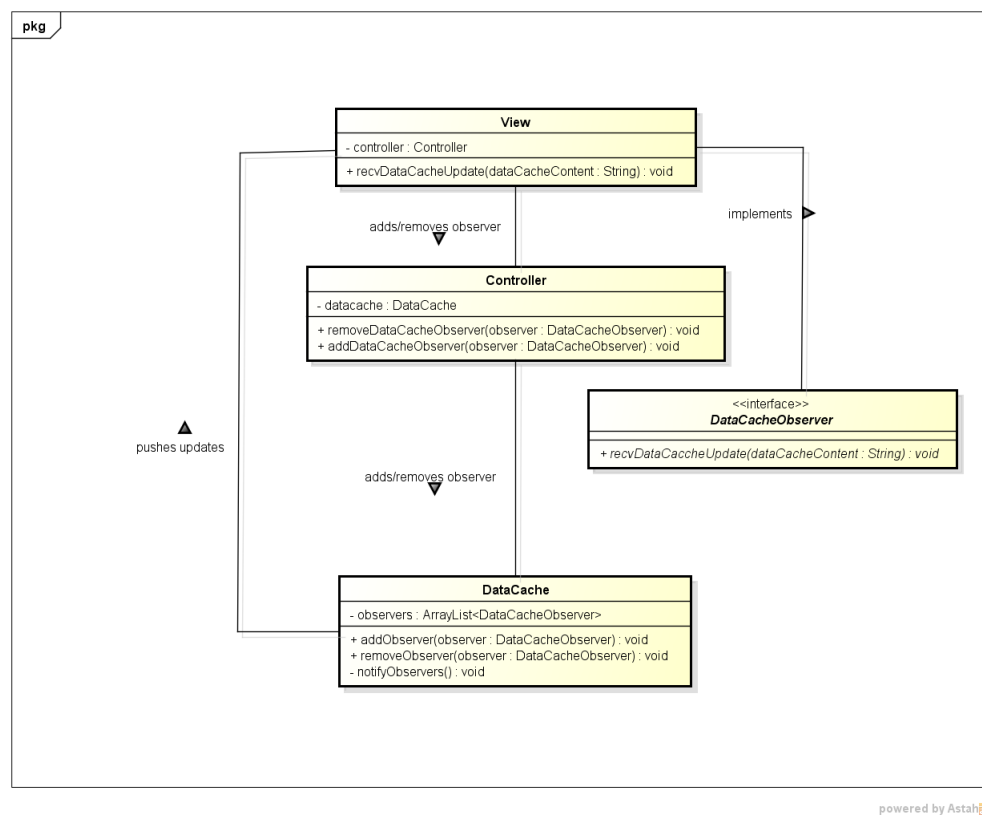 pkg
View
- controller : Controller
+ recvDataCacheUpdate(dataCacheContent : String) : void
implements
adds/removes observer
Controller
- datacache : DataCache
+ removeDataCacheObserver(observer : DataCacheObserver) : void
+ addDataCacheObserver(observer : DataCacheObserver) : void
<<interface>>
DataCacheObserver
+ recvDataCaccheUpdate(dataCacheContent : String) : void
pushes updates
adds/removes observer
DataCache
- observers : ArrayList<DataCacheObserver>
+ addObserver(observer : DataCacheObserver) : void
+ removeObserver(observer : DataCacheObserver) : void
- notifyObservers() : void
powered by Astah